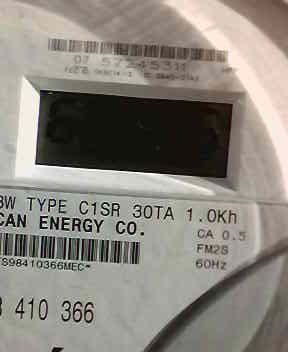 07 57245311
3W TYPE C1SR 30TA 1.0Kh
CAN ENERGY CO.
CA 0.5
FM2S
60Hz
S98410366MEC*
410 366